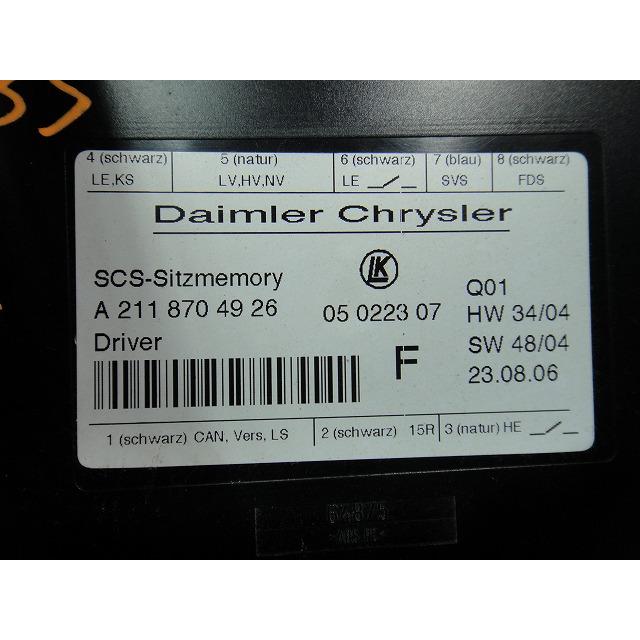 4 (schwarz) 5 (natur) 6 (schwarz) 7 (blau) 8 (schwarz)
LE,KS LV,HV,NV LE SVS FDS
Daimler Chrysler
SCS-Sitzmemory LK Q01
A 211 870 49 26 05 0223 07 HW 34/04
Driver F SW 48/04
23.08.06
1 (schwarz) CAN, Vers, LS 2 (schwarz) 15R 3 (natur) HE